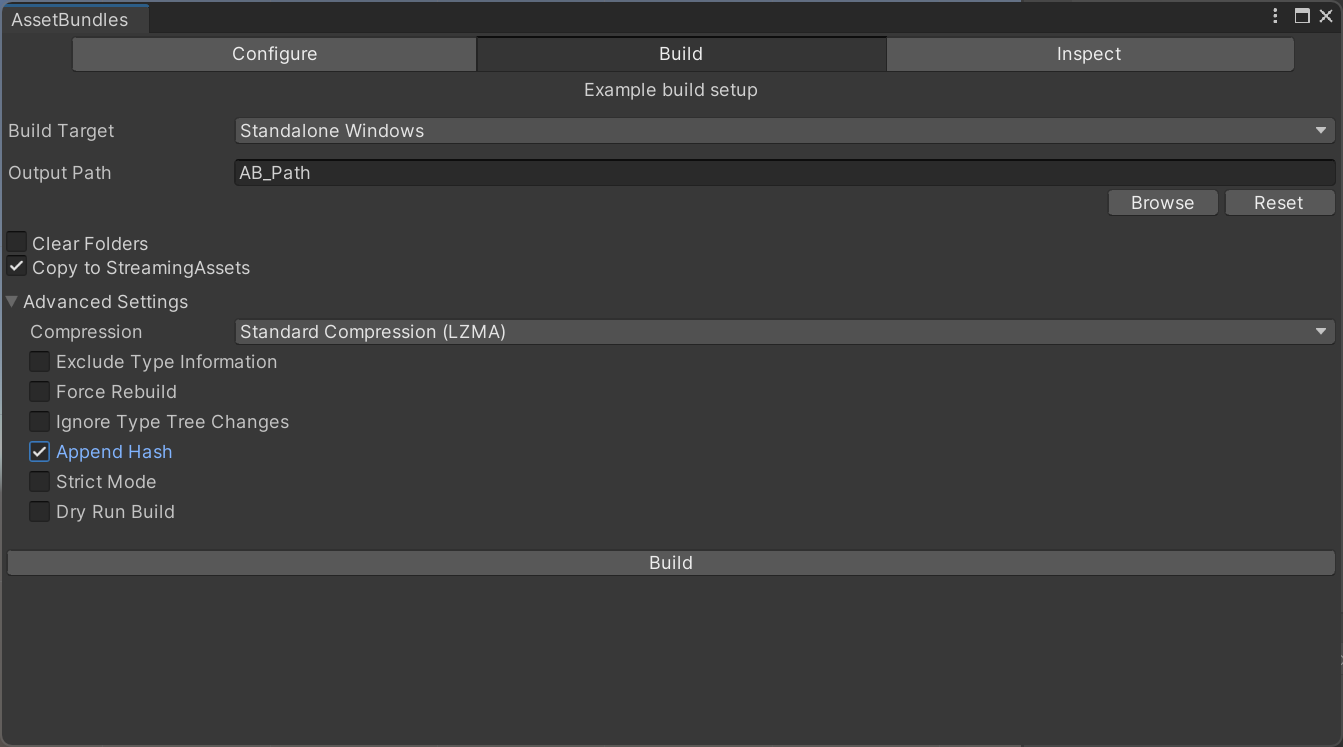 AssetBundles
Configure Build Inspect
Example build setup
Build Target Standalone Windows
Output Path AB_Path
Browse Reset
Clear Folders
Copy to StreamingAssets
Advanced Settings
Compression Standard Compression (LZMA)
Exclude Type Information
Force Rebuild
Ignore Type Tree Changes
Append Hash
Strict Mode
Dry Run Build
Build